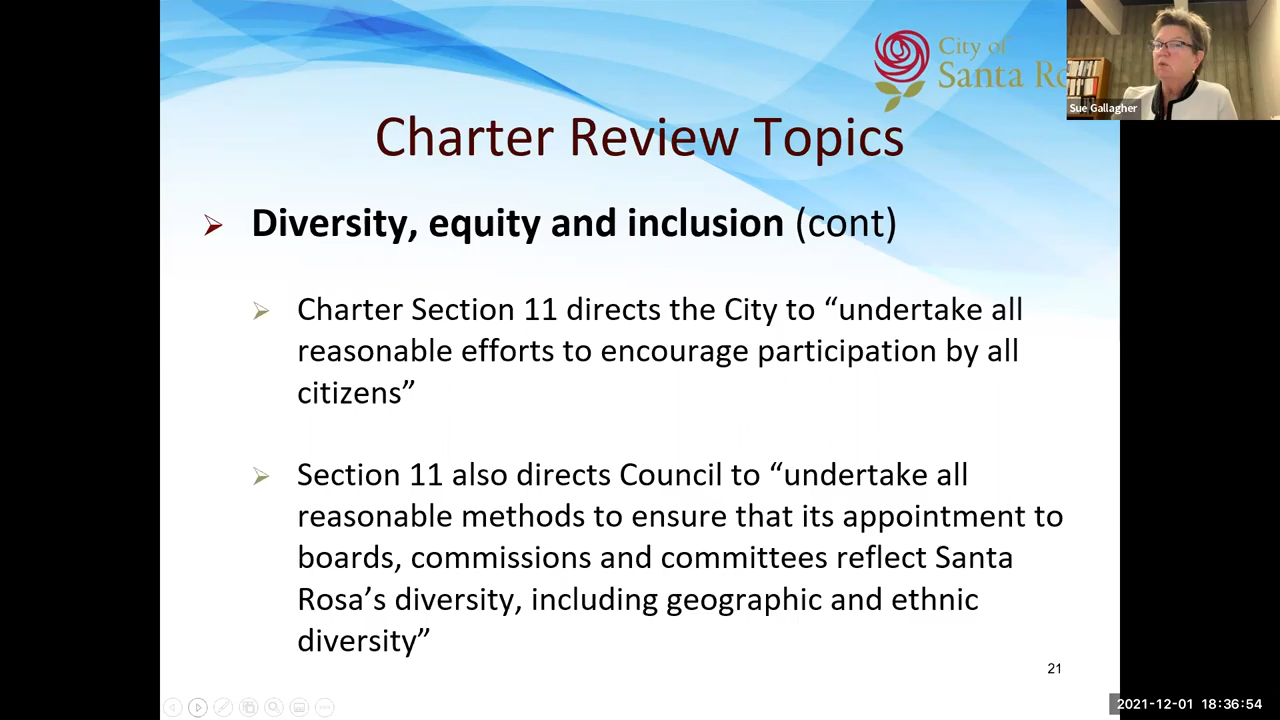 City of
Santa Ro
Sue Gallagher
Charter Review Topics
Diversity, equity and inclusion (cont)
Charter Section 11 directs the City to “undertake all
reasonable efforts to encourage participation by all
citizens”
Section 11 also directs Council to “undertake all
reasonable methods to ensure that its appointment to
boards, commissions and committees reflect Santa
Rosa’s diversity, including geographic and ethnic
diversity”
21
2021-12-01 18:36:54